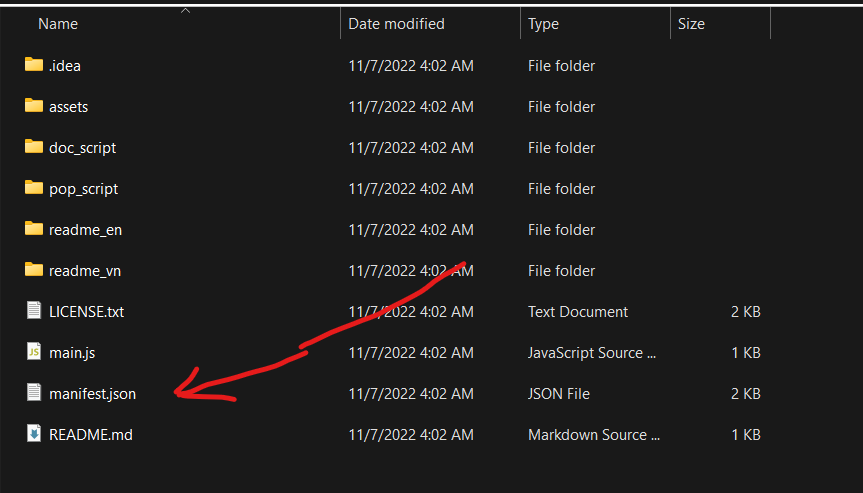 Name Date modified Type Size
.idea 11/7/2022 4:02 AM File folder
assets 11/7/2022 4:02 AM File folder
doc_script 11/7/2022 4:02 AM File folder
pop_script 11/7/2022 4:02 AM File folder
readme_en 11/7/2022 4:02 AM File folder
readme_vn 11/7/2022 4:02 AM File folder
LICENSE.txt 11/7/2022 4:02 AM Text Document 2 KB
JS main.js 11/7/2022 4:02 AM JavaScript Source ... 1 KB
manifest.json 11/7/2022 4:02 AM JSON File 2 KB
README.md 11/7/2022 4:02 AM Markdown Source ... 1 KB